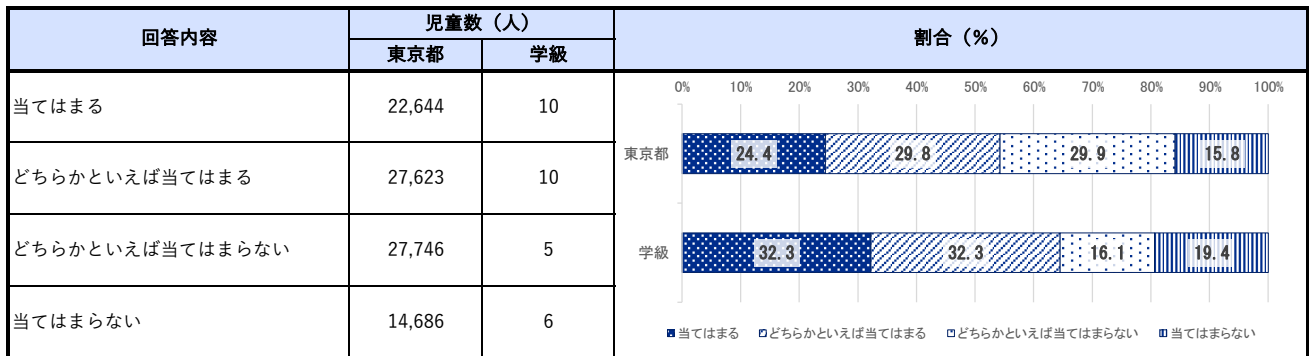 回答内容
児童数（人）
割合（％）
東京都 学級
当てはまる 22,644 10
どちらかといえば当てはまる 27,623 10
どちらかといえば当てはまらない 27,746 5
当てはまらない 14,686 6
0% 10% 20% 30% 40% 50% 60% 70% 80% 90% 100%
東京都 24.4 29.8 29.9 15.8
学級 32.3 32.3 16.1 19.4
当てはまる どちらかといえば当てはまる どちらかといえば当てはまらない 当てはまらない